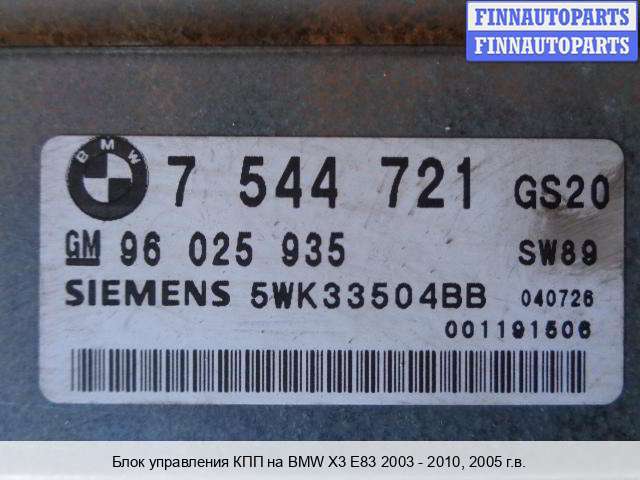 FINNAUTOPARTS
FINNAUTOPARTS
BMW 7 544 721 GS20
GM 96 025 935 SW89
SIEMENS 5WK33504BB 040726
001191506
Блок управления КПП на BMW X3 E83 2003 - 2010, 2005 г.в.